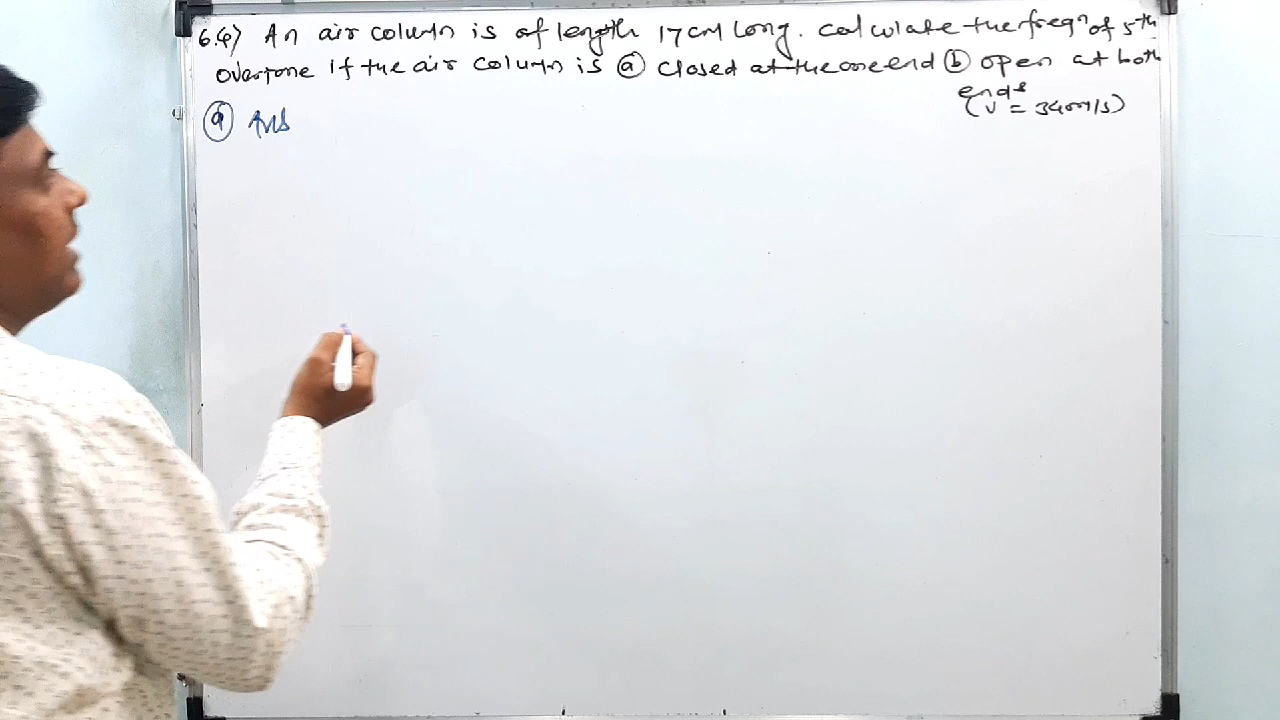 6.4) An air column is of length 17cm long. calculate the freqn of 5th
overtone if the air column is (a) closed at the one end (b) open at both
ends
(v = 340m/s)
(a) Ans